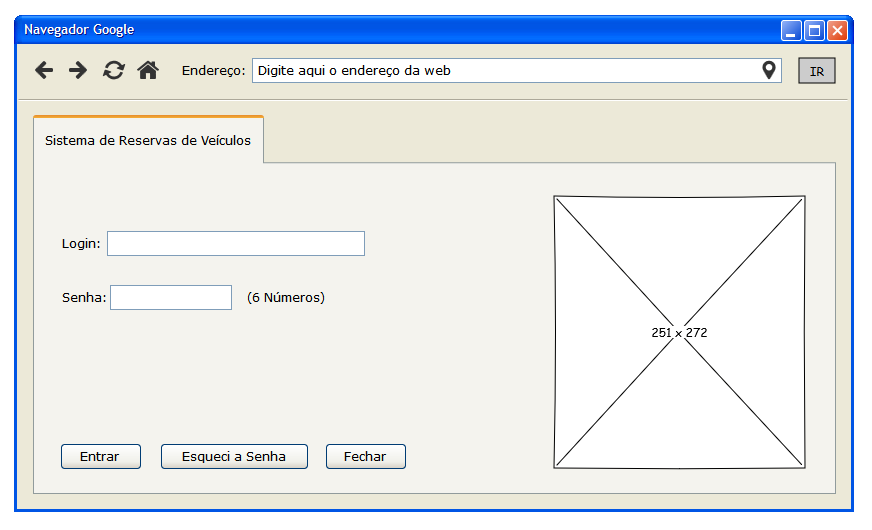 Navegador Google
Endereço: Digite aqui o endereço da web IR
Sistema de Reservas de Veículos
Login:
Senha: (6 Números)
251 x 272
Entrar Esqueci a Senha Fechar